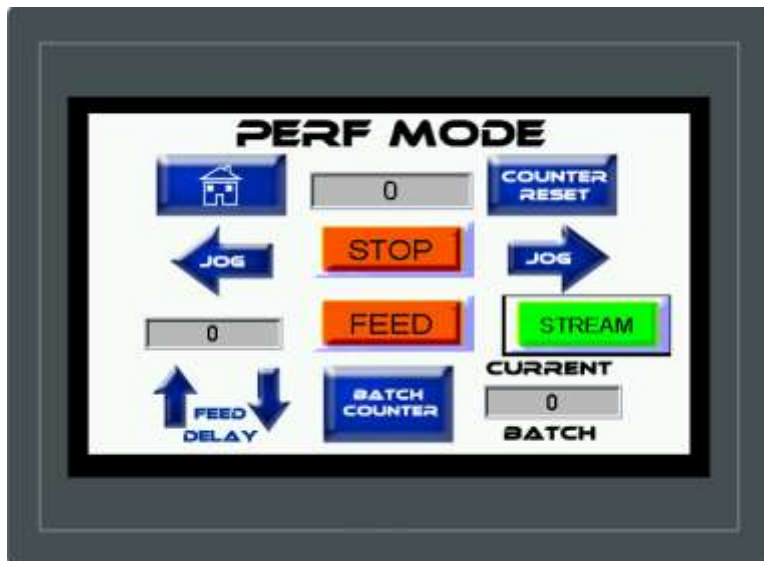 PERF MODE
0
COUNTER
RESET
JOG
STOP
JOG
0
FEED
STREAM
FEED
DELAY
BATCH
COUNTER
CURRENT
0
BATCH